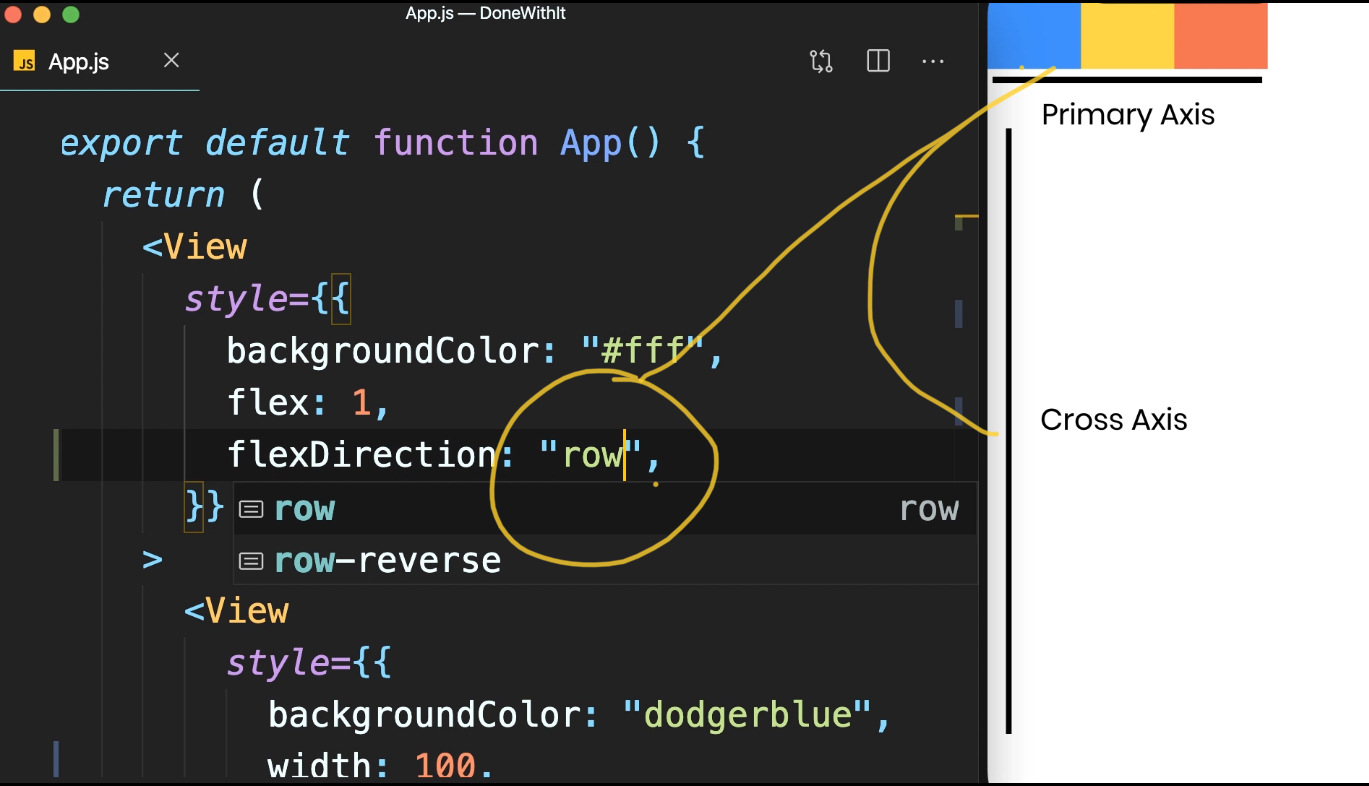 App.js — DoneWithIt
JS App.js
export default function App() {
return (
<View
style={{
backgroundColor: "#fff",
flex: 1,
flexDirection: "row",
}}
row row
row-reverse
>
<View
style={{
backgroundColor: "dodgerblue",
width: 100,
Primary Axis
Cross Axis